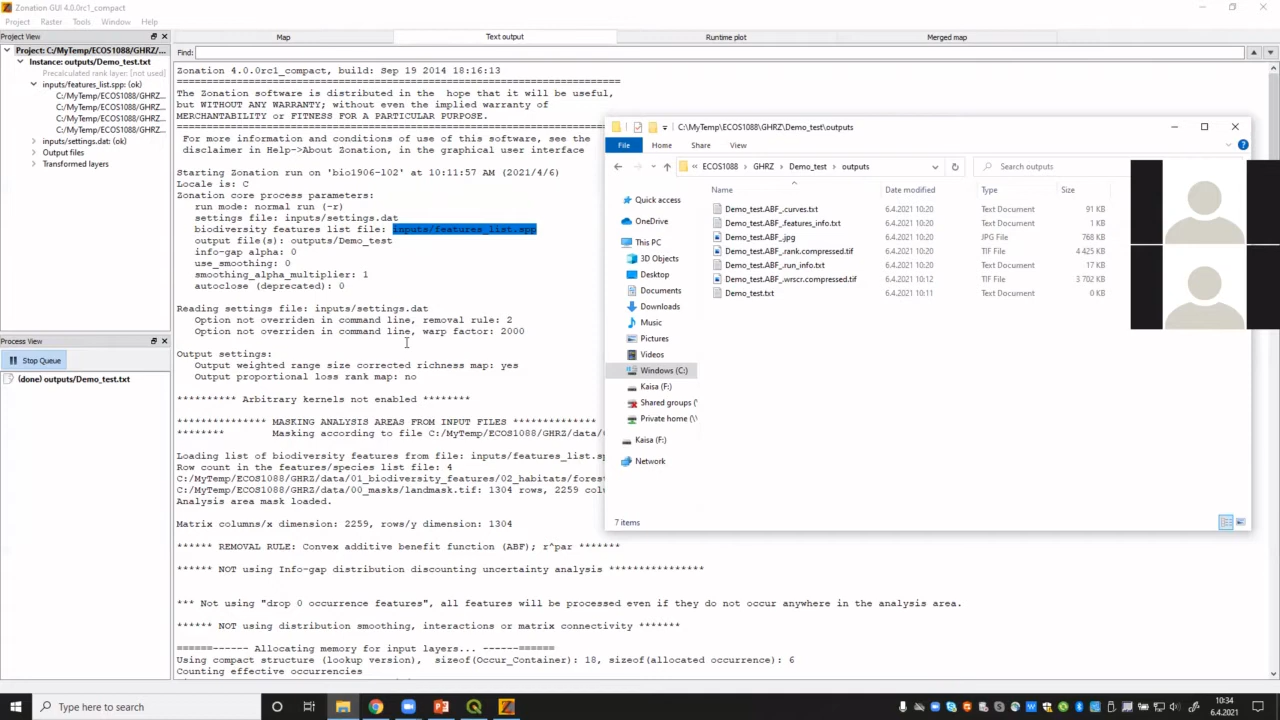 Zonation GUI 4.0.0rc1_compact
Project Raster Tools Window Help
Project View
Project: C:/MyTemp/ECOS1088/GHRZ/...
Instance: outputs/Demo_test.txt
Precalculated rank layer: [not used]
inputs/features_list.spp: (ok)
C:/MyTemp/ECOS1088/GHRZ...
C:/MyTemp/ECOS1088/GHRZ...
C:/MyTemp/ECOS1088/GHRZ...
C:/MyTemp/ECOS1088/GHRZ...
inputs/settings.dat: (ok)
Output files
Transformed layers
Process View
Stop Queue
(done) outputs/Demo_test.txt
Map Text output Runtime plot Merged map
Find:
Zonation 4.0.0rc1_compact, build: Sep 19 2014 18:16:13
==============================================================
The Zonation software is distributed in the hope that it will be useful,
but WITHOUT ANY WARRANTY; without even the implied warranty of
MERCHANTABILITY or FITNESS FOR A PARTICULAR PURPOSE.
==============================================================
For more information and conditions of use of this software, see the
disclaimer in Help->About Zonation, in the graphical user interface
Starting Zonation run on 'bio1906-l02' at 10:11:57 AM (2021/4/6)
Locale is: C
Zonation core process parameters:
run mode: normal run (-r)
settings file: inputs/settings.dat
biodiversity features list file: inputs/features_list.spp
output file(s): outputs/Demo_test
info-gap alpha: 0
use_smoothing: 0
smoothing_alpha_multiplier: 1
autoclose (deprecated): 0
Reading settings file: inputs/settings.dat
Option not overriden in command line, removal rule: 2
Option not overriden in command line, warp factor: 2000
Output settings:
Output weighted range size corrected richness map: yes
Output proportional loss rank map: no
********** Arbitrary kernels not enabled ********
*************** MASKING ANALYSIS AREAS FROM INPUT FILES **************
******** Masking according to file C:/MyTemp/ECOS1088/GHRZ/data/0
Loading list of biodiversity features from file: inputs/features_list.sp
Row count in the features/species list file: 4
C:/MyTemp/ECOS1088/GHRZ/data/01_biodiversity_features/02_habitats/fores
C:/MyTemp/ECOS1088/GHRZ/data/00_masks/landmask.tif: 1304 rows, 2259 colu
Analysis area mask loaded.
Matrix columns/x dimension: 2259, rows/y dimension: 1304
****** REMOVAL RULE: Convex additive benefit function (ABF); r^par *******
****** NOT using Info-gap distribution discounting uncertainty analysis ****************
*** Not using "drop 0 occurrence features", all features will be processed even if they do not occur anywhere in the analysis area.
****** NOT using distribution smoothing, interactions or matrix connectivity *******
======------ Allocating memory for input layers... ------======
Using compact structure (lookup version), sizeof(Occur_Container): 18, sizeof(allocated occurrence): 6
Counting effective occurrencies
C:\MyTemp\ECOS1088\GHRZ\Demo_test\outputs
File Home Share View
« ECOS1088 > GHRZ > Demo_test > outputs
Search outputs
Quick access
OneDrive
This PC
3D Objects
Desktop
Documents
Downloads
Music
Pictures
Videos
Windows (C:)
Kaisa (F:)
Shared groups (
Private home (\\
Kaisa (F:)
Network
Name Date modified Type Size
Demo_test.ABF_.curves.txt 6.4.2021 10:20 Text Document 91 KB
Demo_test.ABF_.features_info.txt 6.4.2021 10:20 Text Document 1 KB
Demo_test.ABF_.jpg 6.4.2021 10:20 JPG File 768 KB
Demo_test.ABF_.rank.compressed.tif 6.4.2021 10:20 TIF File 4 425 KB
Demo_test.ABF_.run_info.txt 6.4.2021 10:20 Text Document 17 KB
Demo_test.ABF_.wrscr.compressed.tif 6.4.2021 10:12 TIF File 3 702 KB
Demo_test.txt 6.4.2021 10:11 Text Document 0 KB
7 items
Type here to search
10:34
6.4.2021